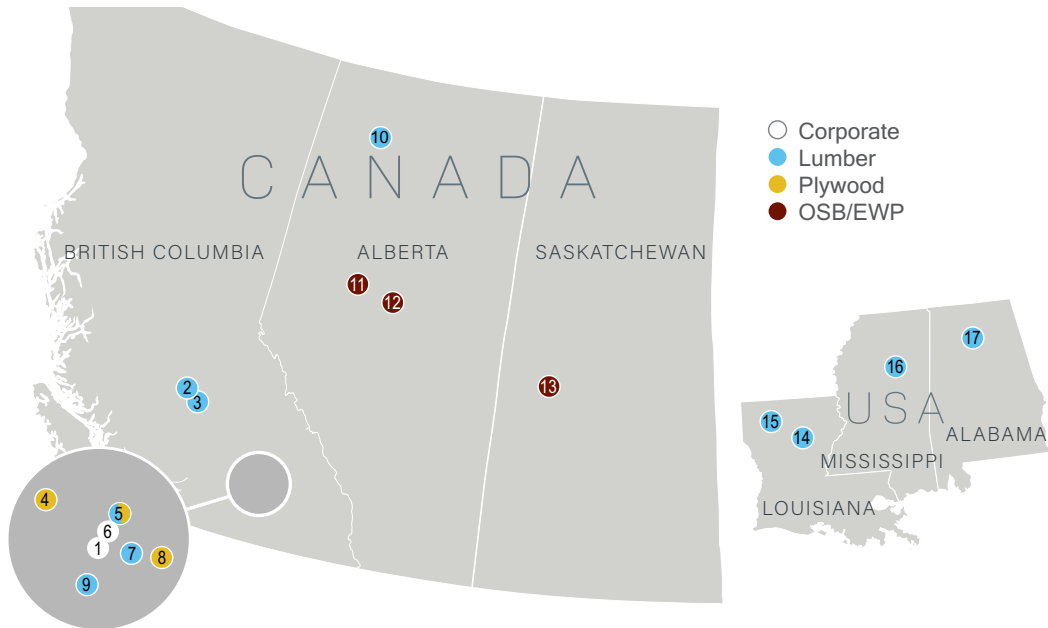 10
CANADA
Corporate
Lumber
Plywood
OSB/EWP
BRITISH COLUMBIA
ALBERTA
SASKATCHEWAN
11
12
13
2
3
4
5
6
1
7
8
9
17
16
USA
15
14
ALABAMA
MISSISSIPPI
LOUISIANA